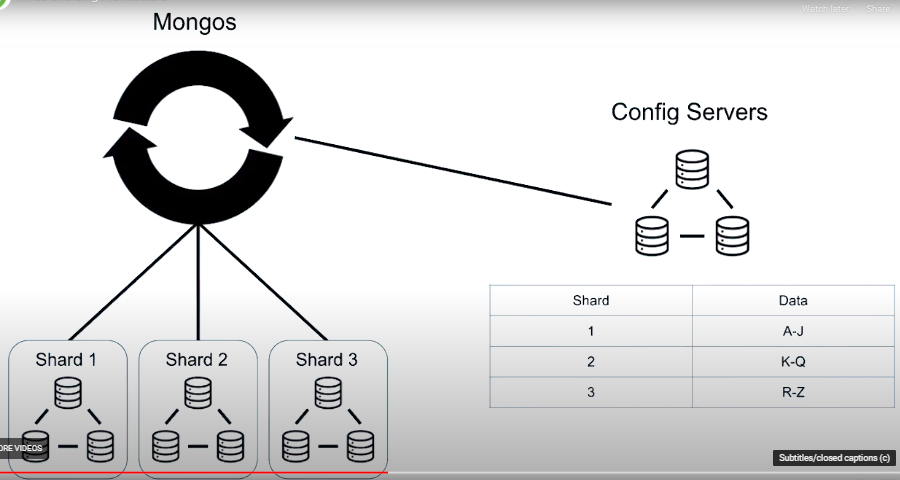 Mongos
Watch later Share
Config Servers
Shard Data
1 A-J
2 K-Q
3 R-Z
Shard 1 Shard 2 Shard 3
ORE VIDEOS
Subtitles/closed captions (c)